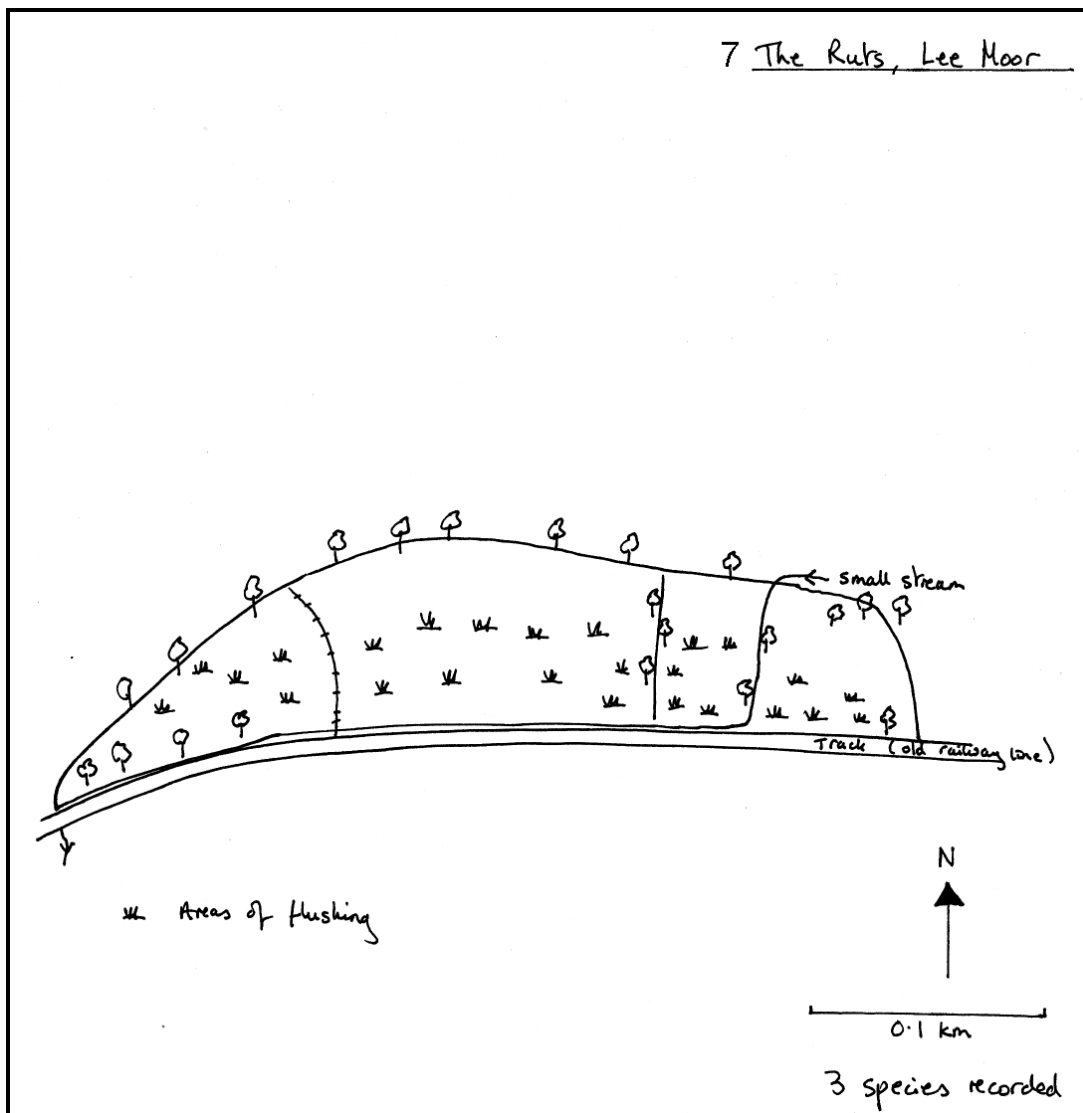 7 The Ruts, Lee Moor
small stream
Track (old railway line)
Areas of flushing
N
0.1 km
3 species recorded